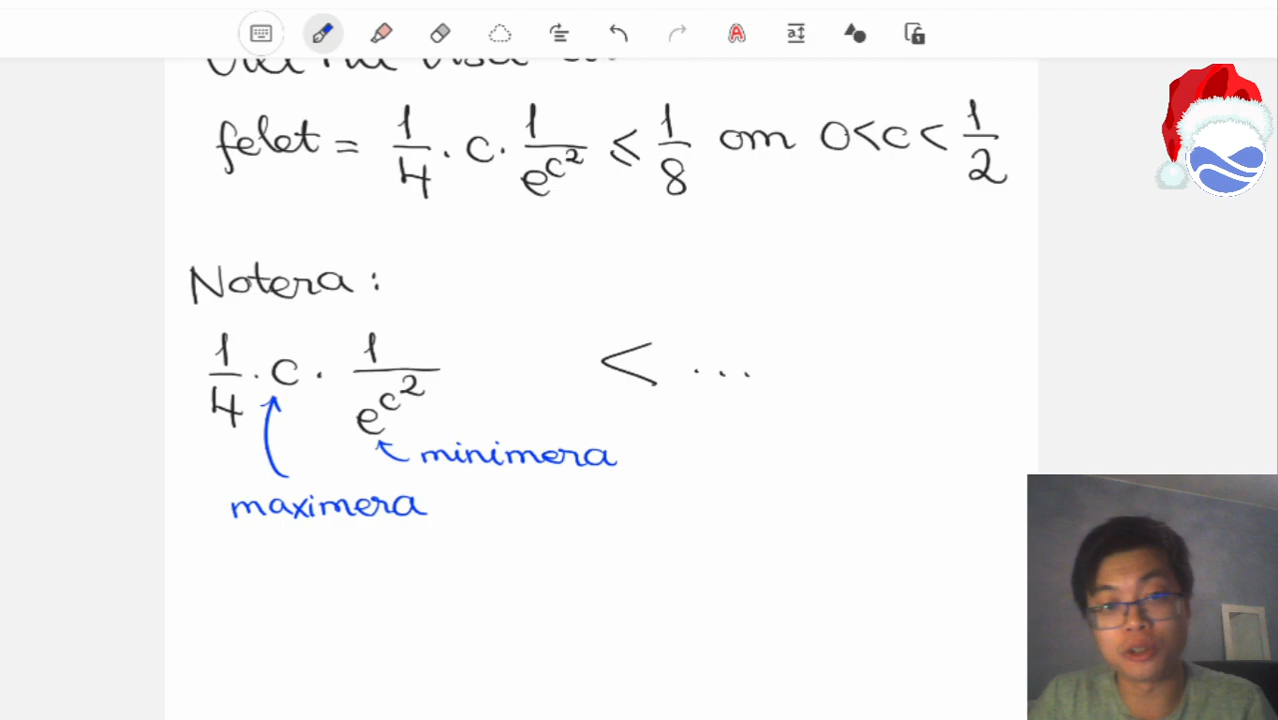 felet = 1/4 · c · 1/e^(c^2) ≤ 1/8 om 0<c<1/2
Notera:
1/4 · c · 1/e^(c^2) < ...
minimera
maximera